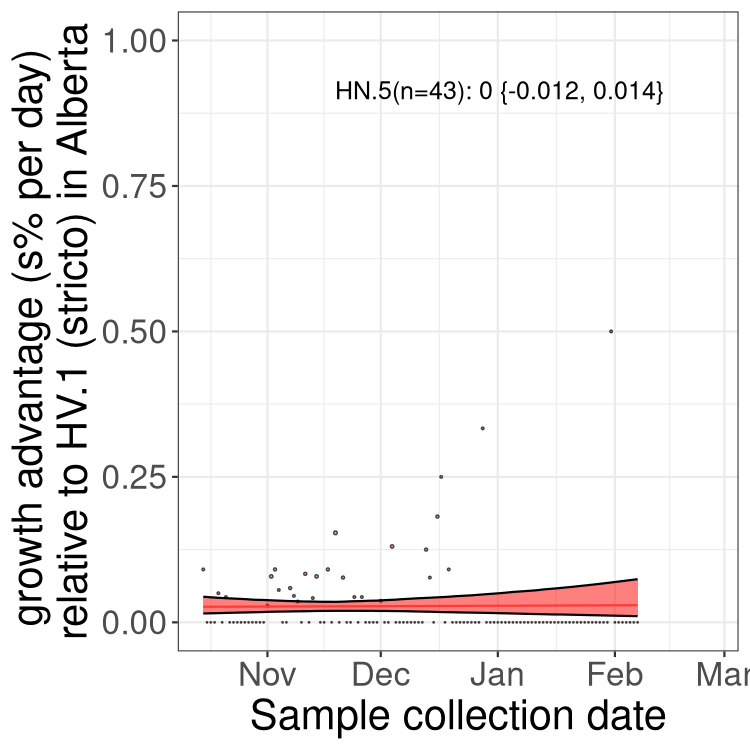 growth advantage (s% per day)
relative to HV.1 (stricto) in Alberta
1.00
HN.5(n=43): 0 {-0.012, 0.014}
0.75
0.50
0.25
0.00
Nov Dec Jan Feb Mar
Sample collection date